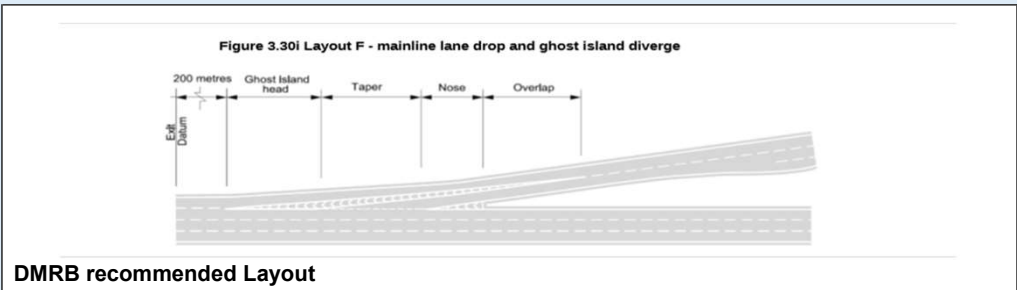 Figure 3.30i Layout F - mainline lane drop and ghost island diverge
200 metres
Ghost Island
head
Taper
Nose
Overlap
Exit
Datum
DMRB recommended Layout